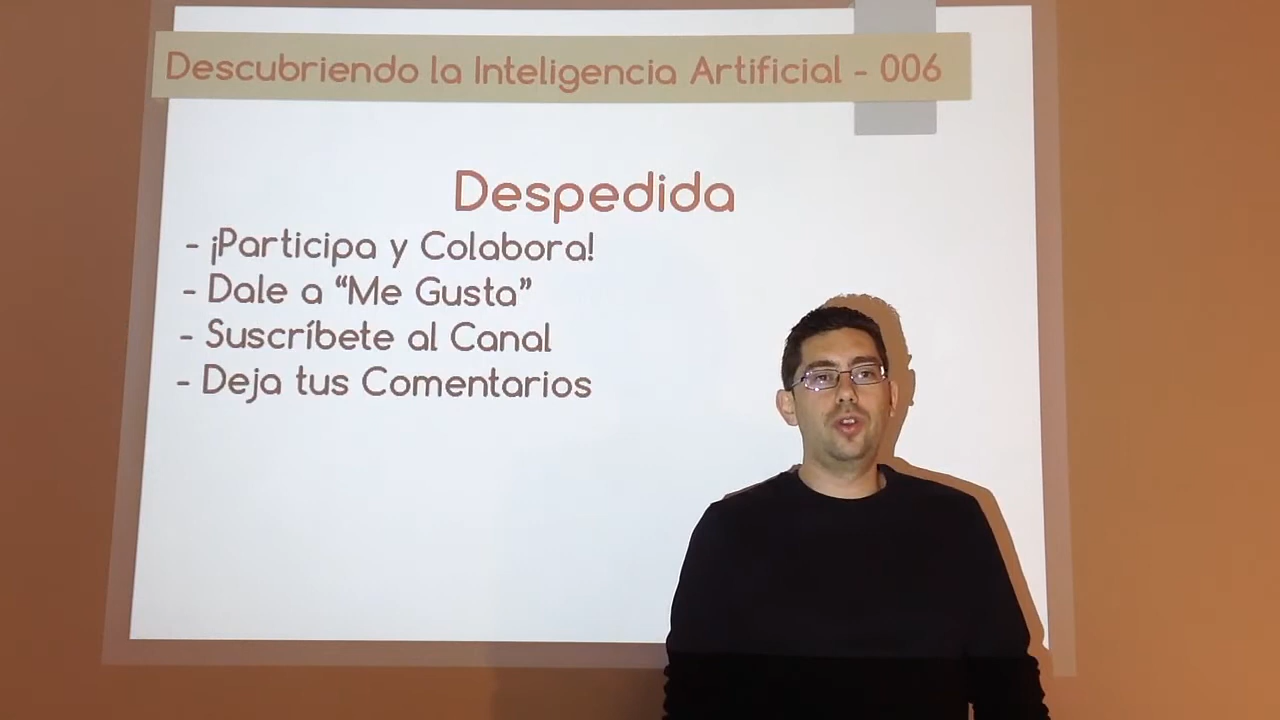 Descubriendo la Inteligencia Artificial - 006
Despedida
- ¡Participa y Colabora!
- Dale a “Me Gusta”
- Suscríbete al Canal
- Deja tus Comentarios